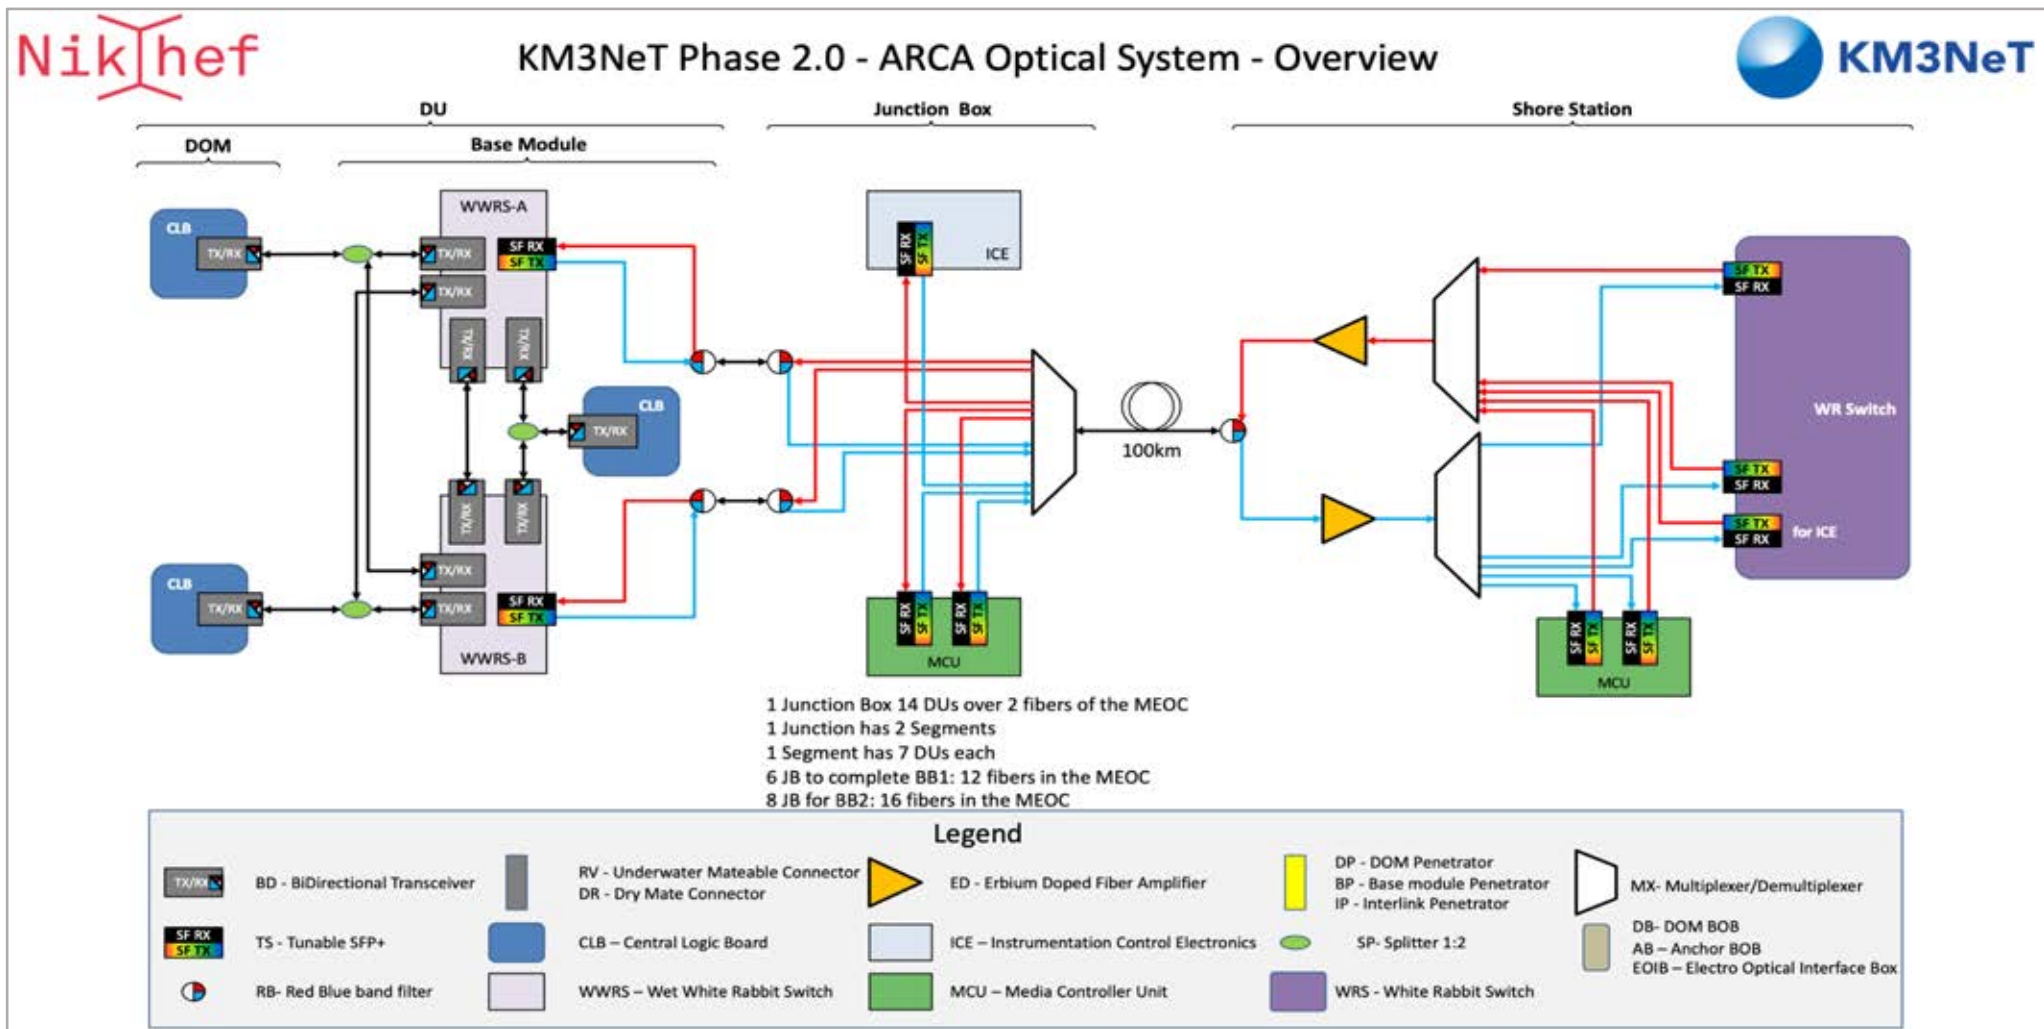 Nikhef
KM3NeT Phase 2.0 - ARCA Optical System - Overview
KM3NeT
DU
Junction Box
Shore Station
DOM
Base Module
WWRS-A
CLB
TX/RX
TX/RX
SF RX
SF TX
TX/RX
TX/RX
TX/RX
SF RX
SF TX
ICE
SF TX
SF RX
CLB
TX/RX
WR Switch
100km
SF TX
SF RX
TX/RX
TX/RX
SF TX
SF RX
for ICE
TX/RX
CLB
TX/RX
TX/RX
SF RX
SF TX
WWRS-B
SF RX
SF TX
SF RX
SF TX
MCU
SF RX
SF TX
SF RX
SF TX
MCU
1 Junction Box 14 DUs over 2 fibers of the MEOC
1 Junction has 2 Segments
1 Segment has 7 DUs each
6 JB to complete BB1: 12 fibers in the MEOC
8 JB for BB2: 16 fibers in the MEOC
Legend
TX/RX
BD - BiDirectional Transceiver
RV - Underwater Mateable Connector
DR - Dry Mate Connector
ED - Erbium Doped Fiber Amplifier
DP - DOM Penetrator
BP - Base module Penetrator
IP - Interlink Penetrator
MX- Multiplexer/Demultiplexer
SF RX
SF TX
TS - Tunable SFP+
CLB – Central Logic Board
ICE – Instrumentation Control Electronics
SP- Splitter 1:2
DB- DOM BOB
AB – Anchor BOB
EOIB – Electro Optical Interface Box
RB- Red Blue band filter
WWRS – Wet White Rabbit Switch
MCU – Media Controller Unit
WRS - White Rabbit Switch